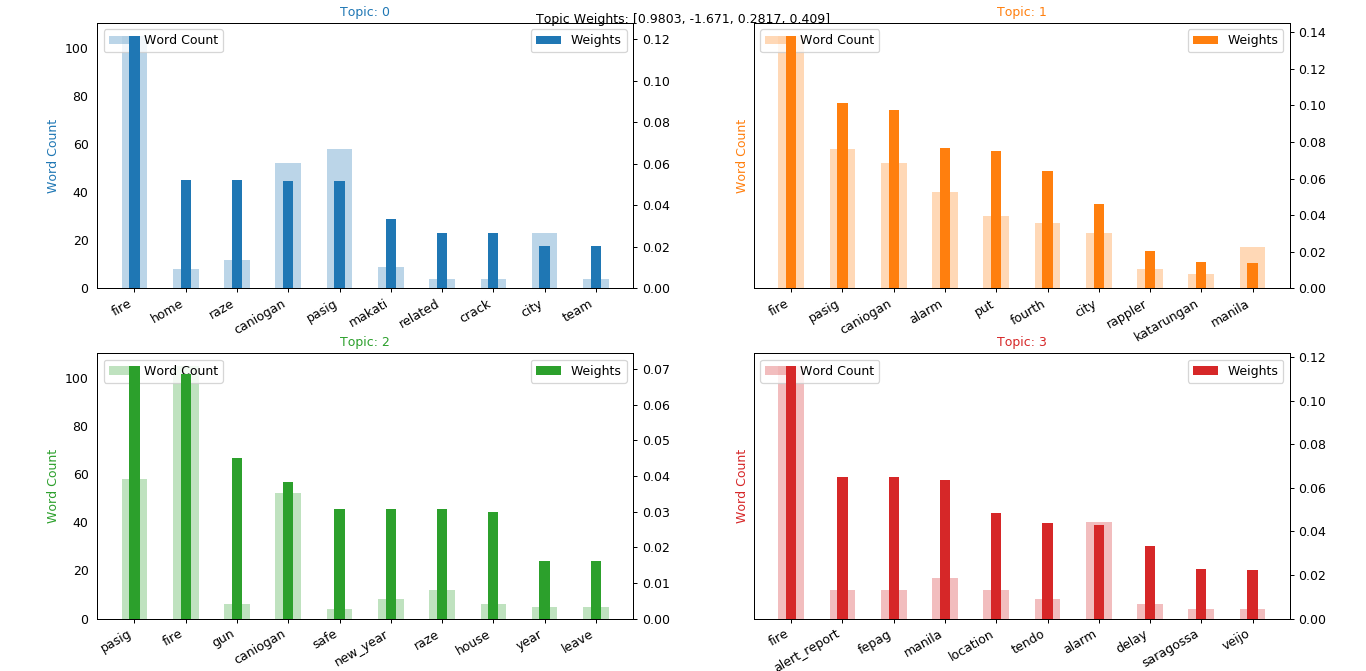 Topic Weights: [0.9803, -1.671, 0.2817, 0.409]
Topic: 0
Word Count
Weights
Word Count
100
80
60
40
20
0
0.12
0.10
0.08
0.06
0.04
0.02
0.00
fire
home
raze
caniogan
pasig
makati
related
crack
city
team
Topic: 1
Word Count
Weights
Word Count
0.14
0.12
0.10
0.08
0.06
0.04
0.02
0.00
fire
pasig
caniogan
alarm
put
fourth
city
rappler
katarungan
manila
Topic: 2
Word Count
Weights
Word Count
100
80
60
40
20
0
0.07
0.06
0.05
0.04
0.03
0.02
0.01
0.00
pasig
fire
gun
caniogan
safe
new_year
raze
house
year
leave
Topic: 3
Word Count
Weights
Word Count
0.12
0.10
0.08
0.06
0.04
0.02
0.00
fire
alert_report
fepag
manila
location
tendo
alarm
delay
saragossa
veijo